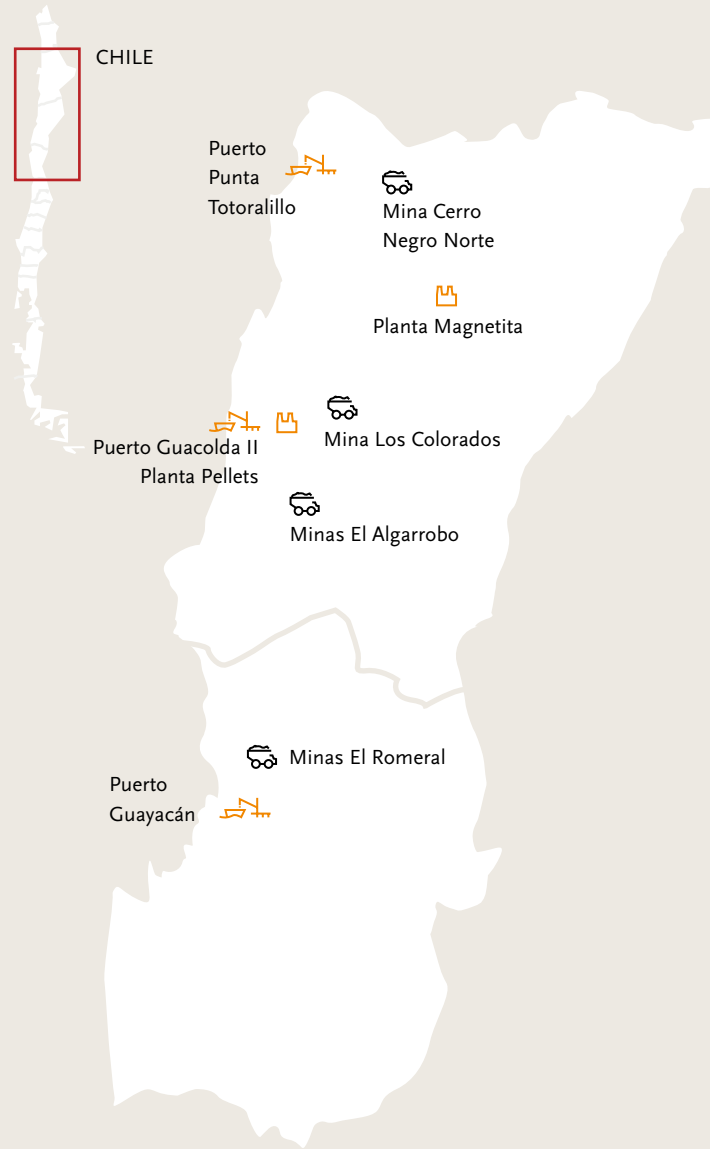 CHILE
Puerto
Punta
Totoralillo
Mina Cerro
Negro Norte
Planta Magnetita
Puerto Guacolda II
Planta Pellets
Mina Los Colorados
Minas El Algarrobo
Minas El Romeral
Puerto
Guayacán